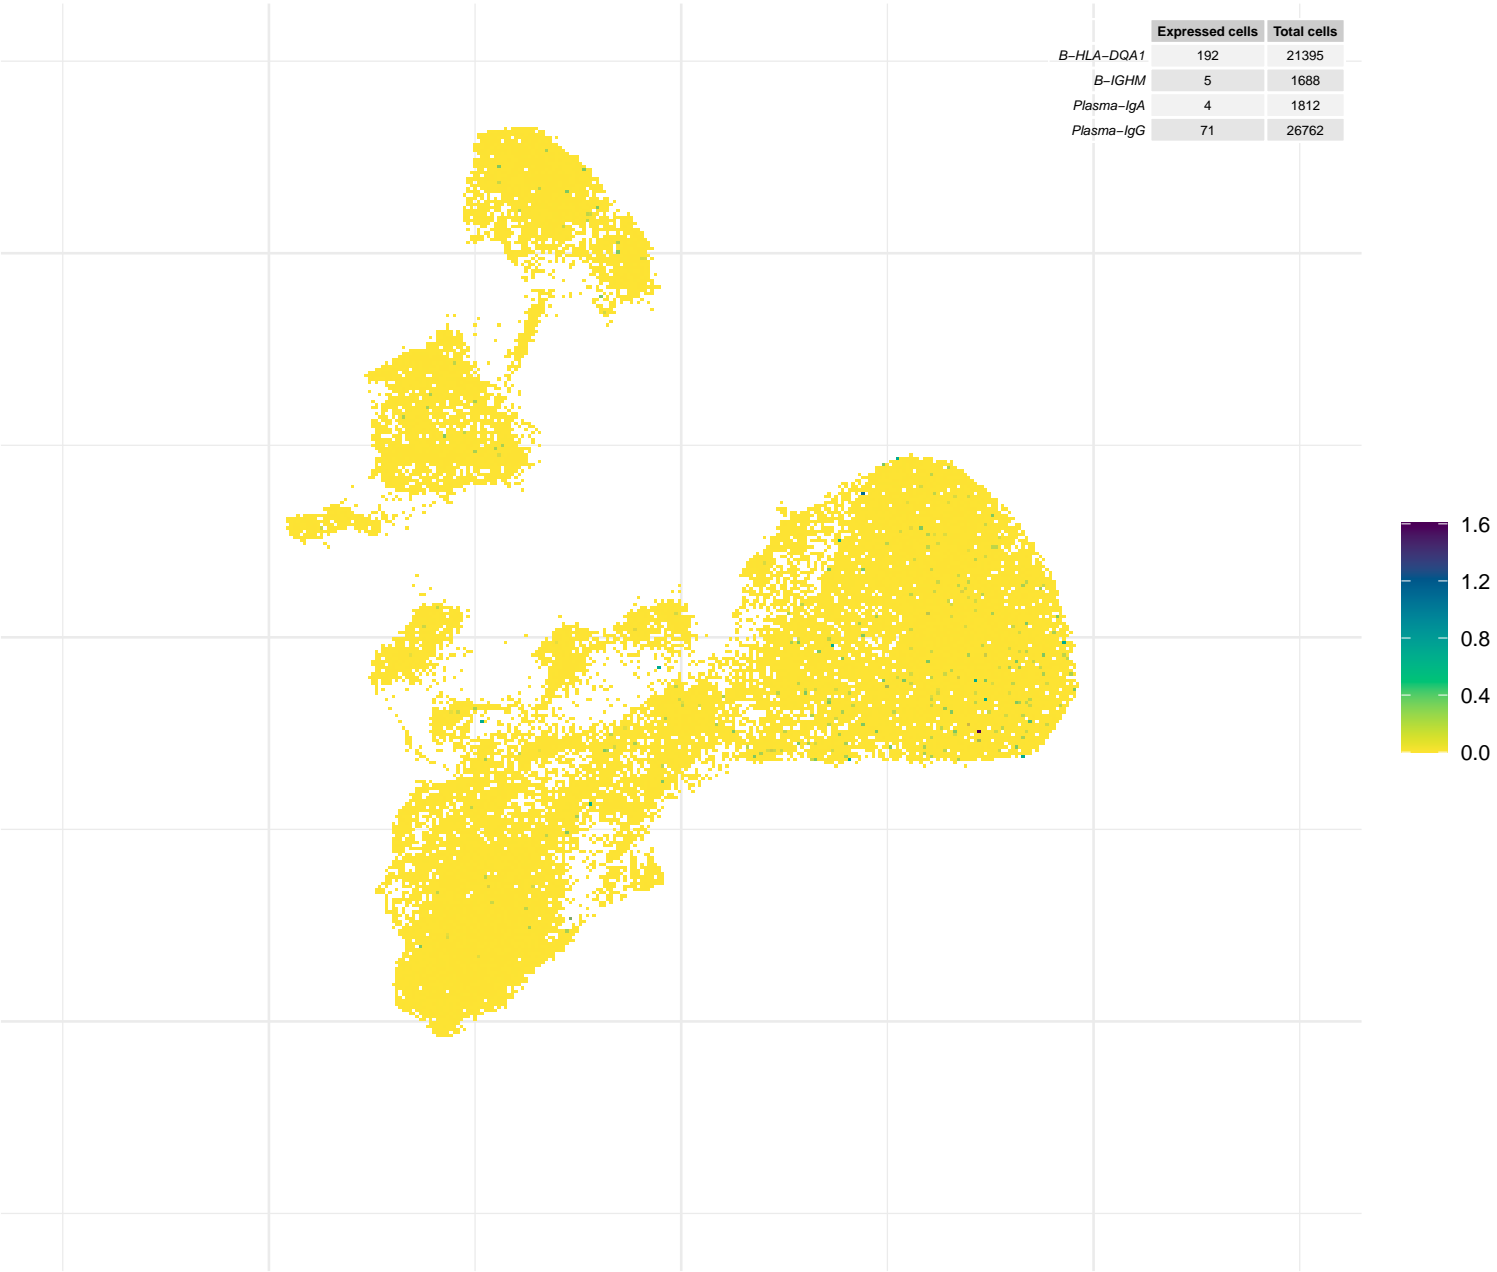 Expressed cells Total cells
B−HLA−DQA1 192 21395
B−IGHM 5 1688
Plasma−IgA 4 1812
Plasma−IgG 71 26762
1.6
1.2
0.8
0.4
0.0